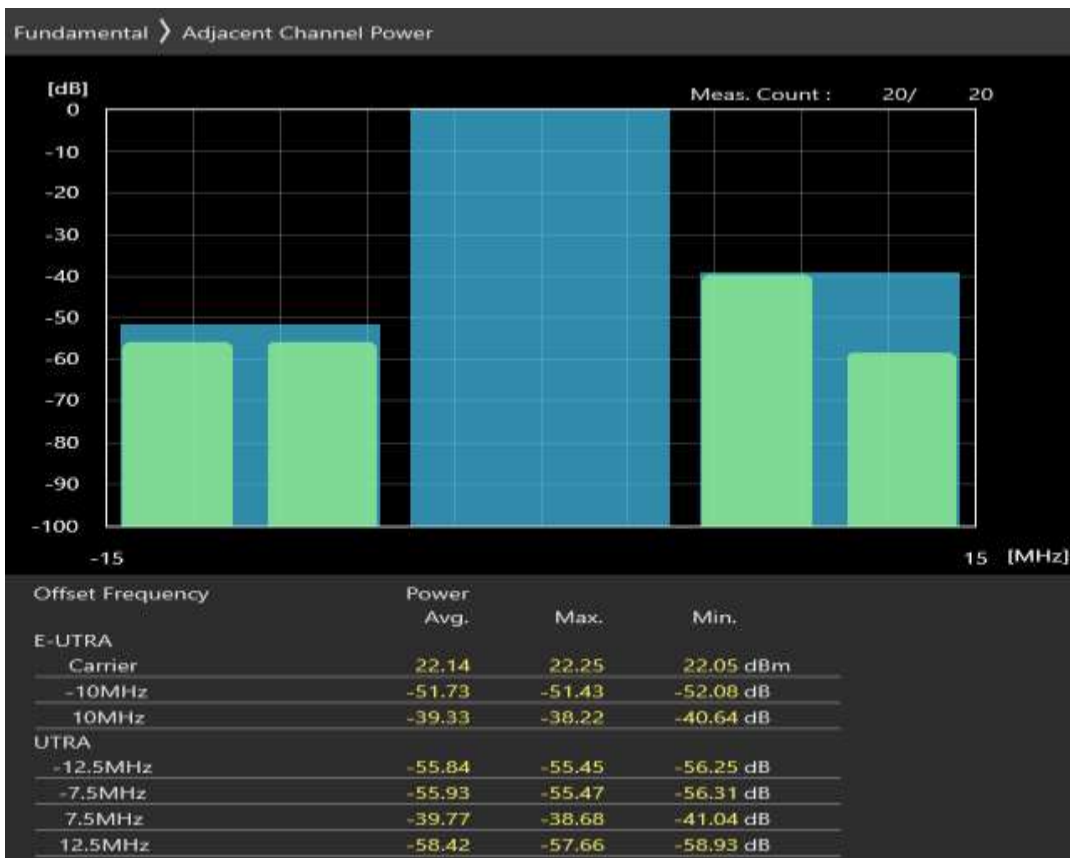 Fundamental ❭ Adjacent Channel Power
[dB]
Meas. Count : 20/ 20
0
-10
-20
-30
-40
-50
-60
-70
-80
-90
-100
-15 15 [MHz]
Offset Frequency Power
Avg. Max. Min.
E-UTRA
Carrier 22.14 22.25 22.05 dBm
-10MHz -51.73 -51.43 -52.08 dB
10MHz -39.33 -38.22 -40.64 dB
UTRA
-12.5MHz -55.84 -55.45 -56.25 dB
-7.5MHz -55.93 -55.47 -56.31 dB
7.5MHz -39.77 -38.68 -41.04 dB
12.5MHz -58.42 -57.66 -58.93 dB